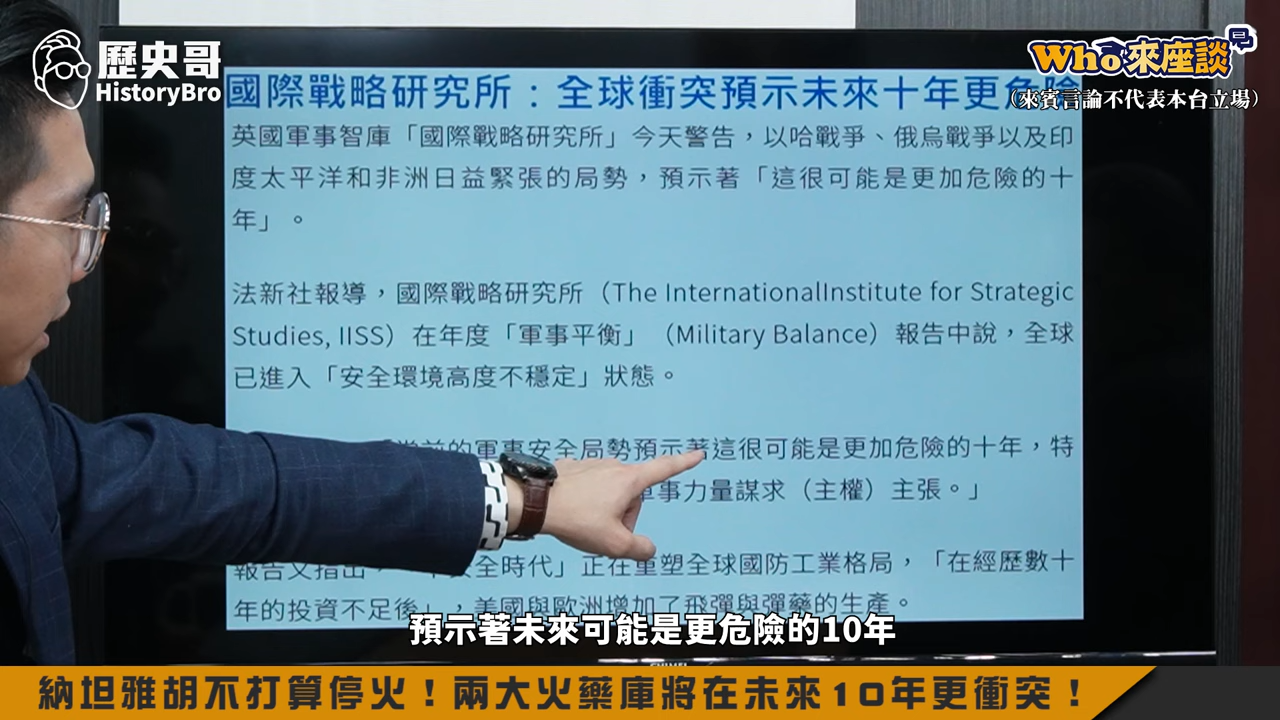 歷史哥
HistoryBro
Who來座談
(來賓言論不代表本台立場)
國際戰略研究所：全球衝突預示未來十年更危險
英國軍事智庫「國際戰略研究所」今天警告，以哈戰爭、俄烏戰爭以及印
度太平洋和非洲日益緊張的局勢，預示著「這很可能是更加危險的十
年」。
法新社報導，國際戰略研究所（The InternationalInstitute for Strategic
Studies, IISS）在年度「軍事平衡」（Military Balance）報告中說，全球
已進入「安全環境高度不穩定」狀態。
當前的軍事安全局勢預示著這很可能是更加危險的十年，特
軍事力量謀求（主權）主張。」
報告又指出，安全時代」正在重塑全球國防工業格局，「在經歷數十
年的投資不足後」，美國與歐洲增加了飛彈與彈藥的生產。
預示著未來可能是更危險的10年
納坦雅胡不打算停火！兩大火藥庫將在未來10年更衝突！